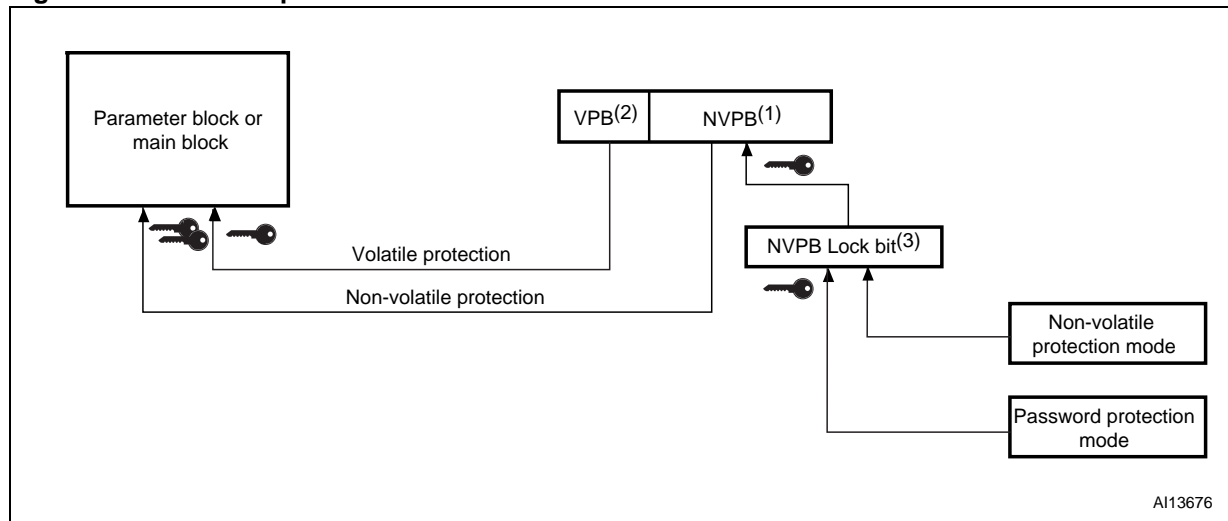 Parameter block or
main block
VPB(2)
NVPB(1)
NVPB Lock bit(3)
Volatile protection
Non-volatile protection
Non-volatile
protection mode
Password protection
mode
AI13676